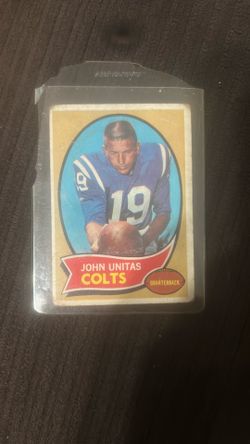 19
JOHN UNITAS
COLTS
QUARTERBACK